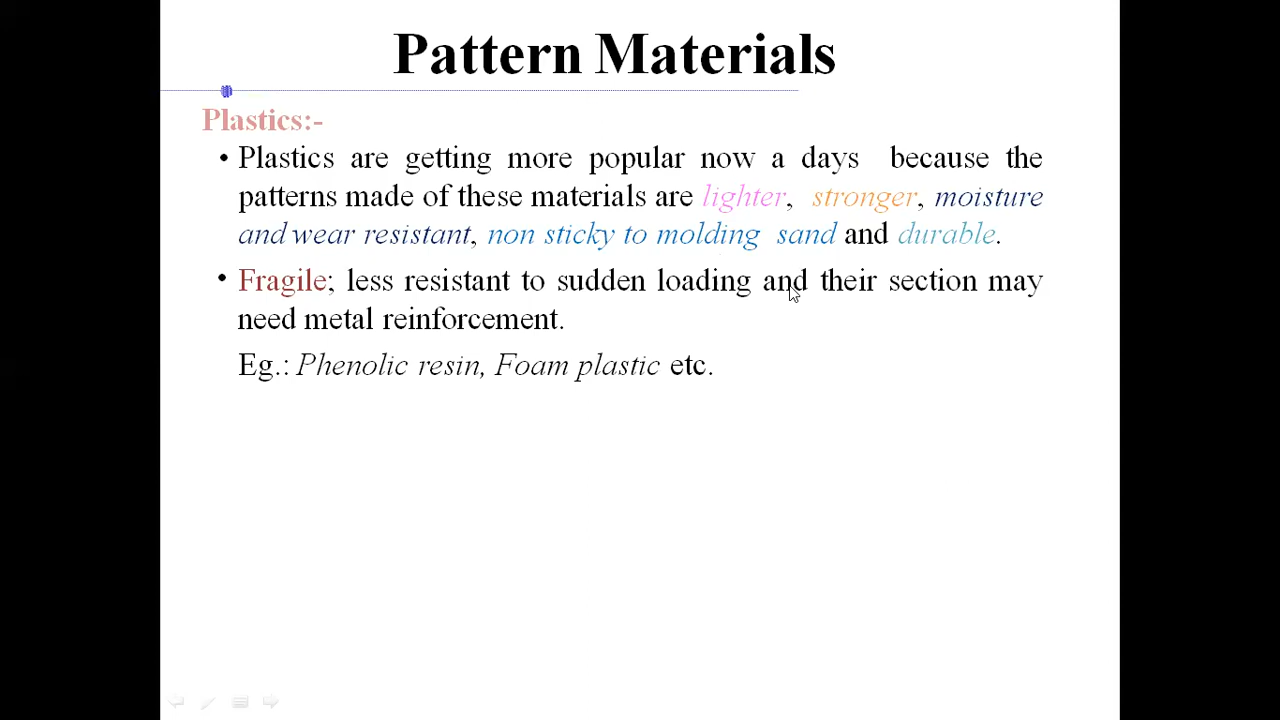 Pattern Materials
Plastics:-
• Plastics are getting more popular now a days because the
patterns made of these materials are lighter, stronger, moisture
and wear resistant, non sticky to molding sand and durable.
• Fragile; less resistant to sudden loading and their section may
need metal reinforcement.
Eg.: Phenolic resin, Foam plastic etc.